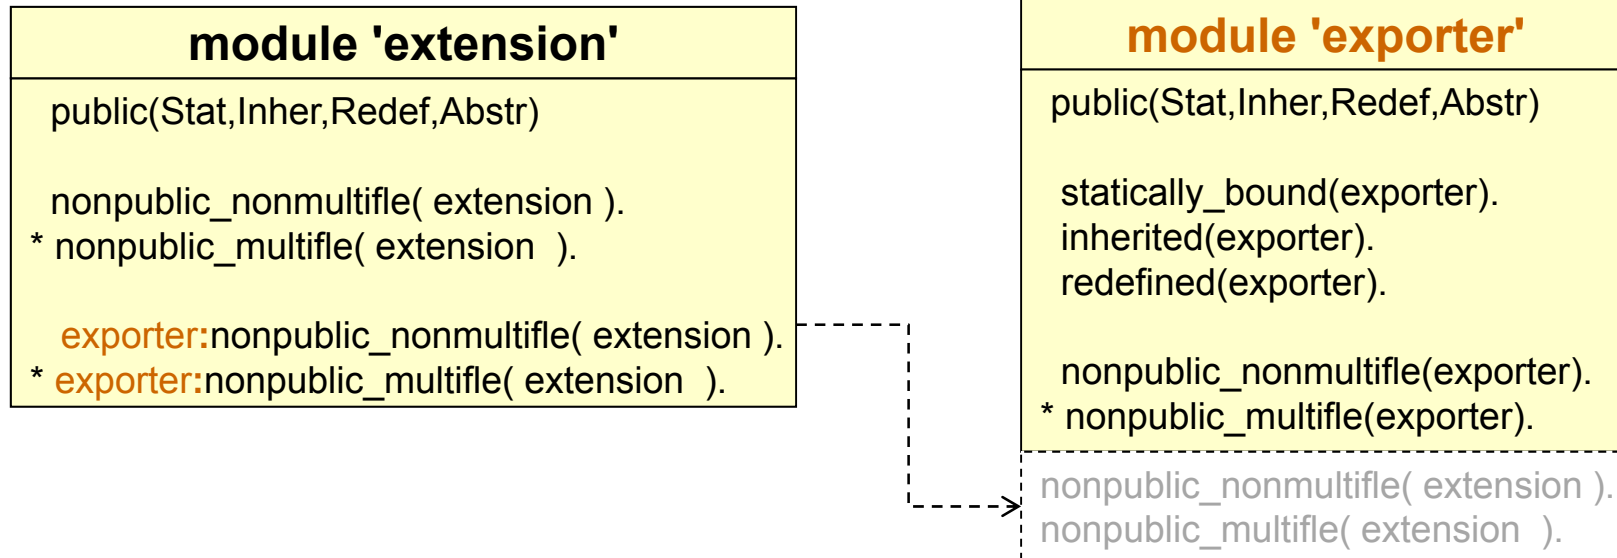 module 'extension'
public(Stat,Inher,Redef,Abstr)
nonpublic_nonmultifle( extension ).
* nonpublic_multifle( extension  ).
exporter:nonpublic_nonmultifle( extension ).
* exporter:nonpublic_multifle( extension  ).
module 'exporter'
public(Stat,Inher,Redef,Abstr)
statically_bound(exporter).
inherited(exporter).
redefined(exporter).
nonpublic_nonmultifle(exporter).
* nonpublic_multifle(exporter).
nonpublic_nonmultifle( extension ).
nonpublic_multifle( extension  ).